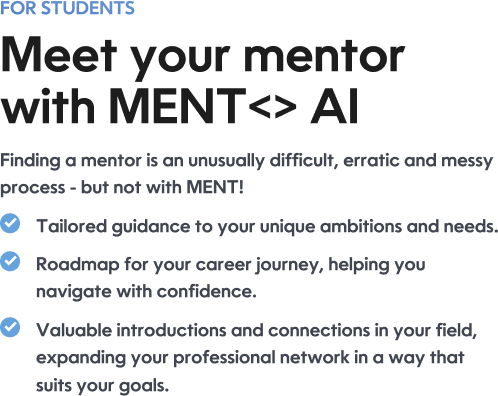 FOR STUDENTS
Meet your mentor
with MENT<> AI
Finding a mentor is an unusually difficult, erratic and messy
process - but not with MENT!
Tailored guidance to your unique ambitions and needs.
Roadmap for your career journey, helping you
navigate with confidence.
Valuable introductions and connections in your field,
expanding your professional network in a way that
suits your goals.